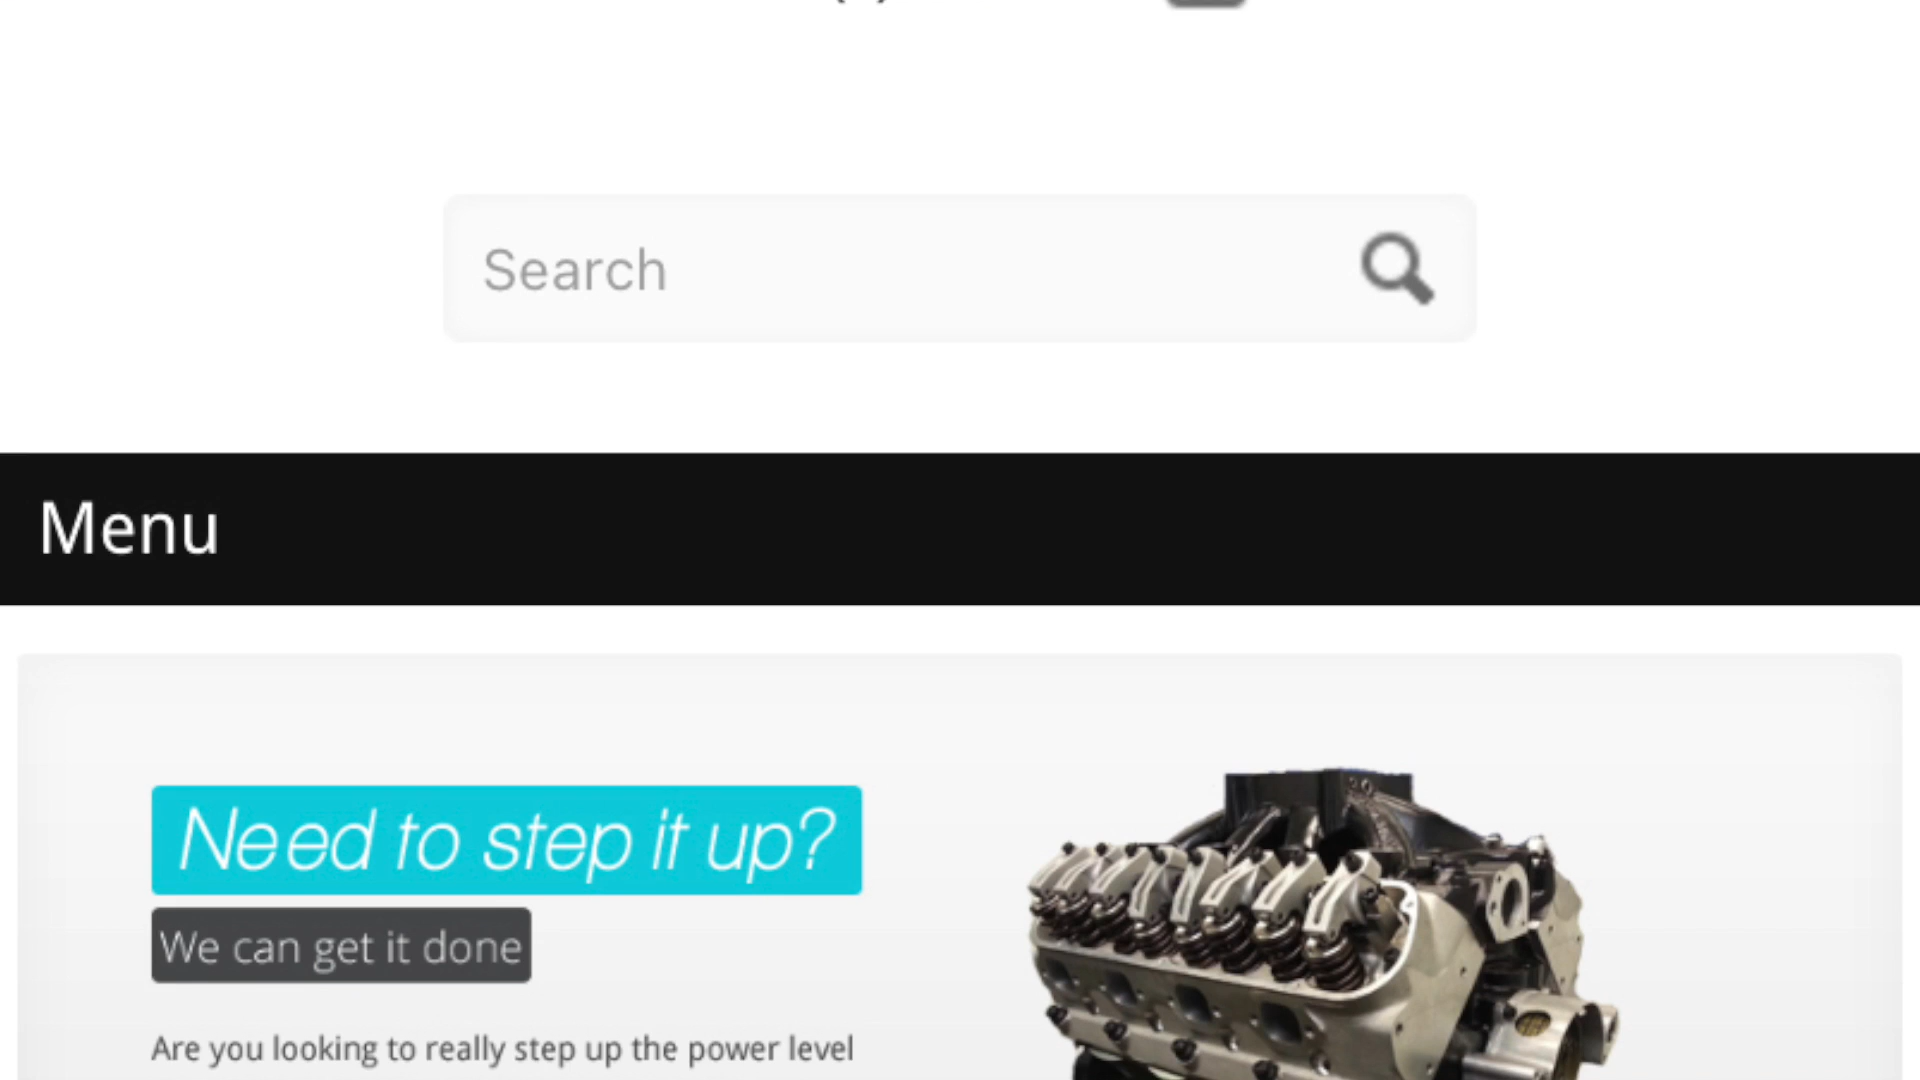 Search
Menu
Need to step it up?
We can get it done
Are you looking to really step up the power level